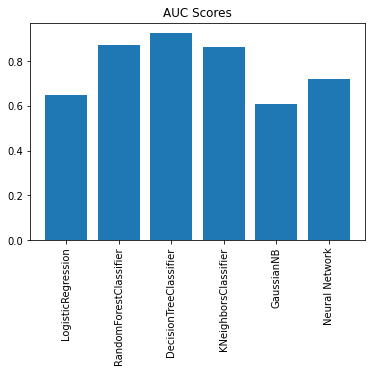 AUC Scores
0.8
0.6
0.4
0.2
0.0
LogisticRegression
RandomForestClassifier
DecisionTreeClassifier
KNeighborsClassifier
GaussianNB
Neural Network